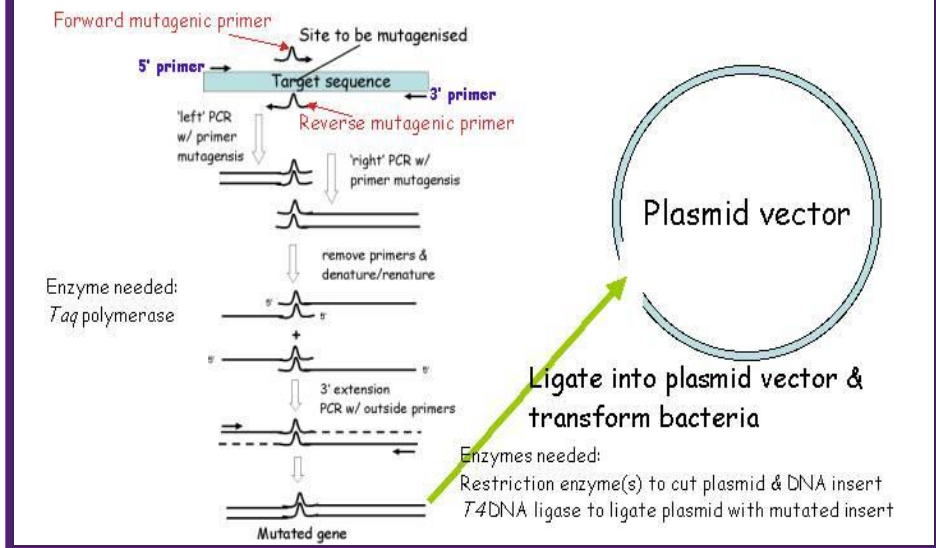 Forward mutagenic primer
Site to be mutagenised
5' primer
Target sequence
3' primer
Reverse mutagenic primer
'left' PCR
w/ primer
mutagensis
'right' PCR w/
primer mutagensis
Plasmid vector
remove primers &
denature/renature
Enzyme needed:
Taq polymerase
5'
5'
+
5'
5'
3' extension
PCR w/ outside primers
Ligate into plasmid vector &
transform bacteria
Enzymes needed:
Restriction enzyme(s) to cut plasmid & DNA insert
T4DNA ligase to ligate plasmid with mutated insert
Mutated gene